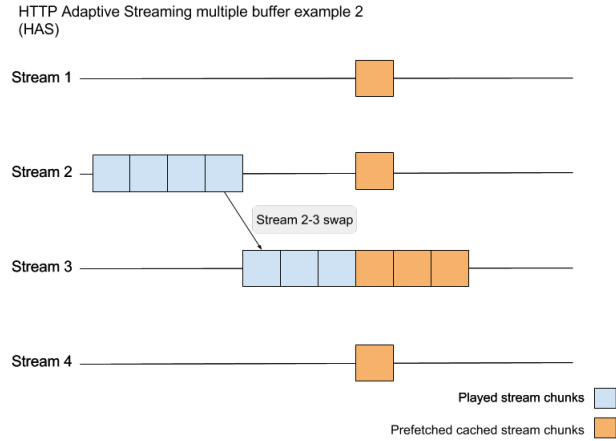 HTTP Adaptive Streaming multiple buffer example 2
(HAS)
Stream 1
Stream 2
Stream 2-3 swap
Stream 3
Stream 4
Played stream chunks
Prefetched cached stream chunks